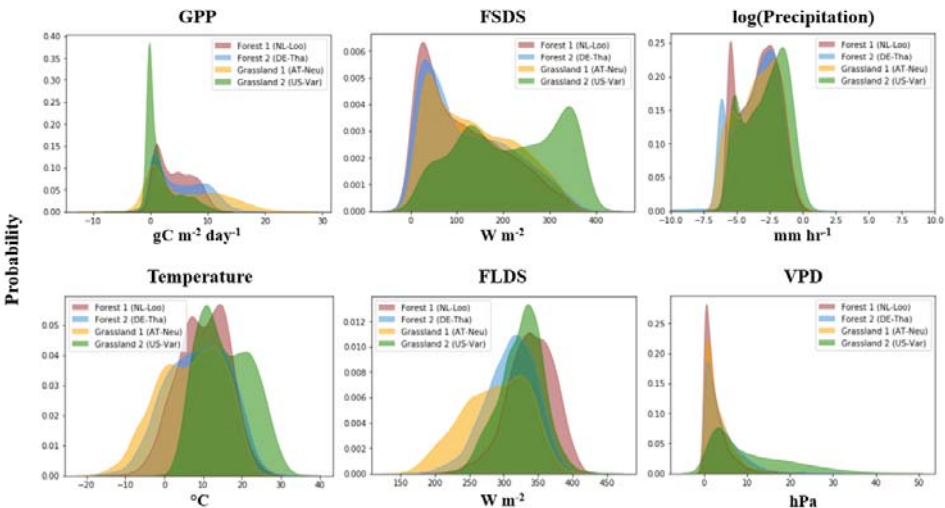 GPP
0.40
0.35
0.30
0.25
0.20
0.15
0.10
0.05
0.00
Forest 1 (NL-Loo)
Forest 2 (DE-Tha)
Grassland 1 (AT-Neu)
Grassland 2 (US-Var)
-10 0 10 20 30
gC m⁻² day⁻¹
FSDS
0.006
0.005
0.004
0.003
0.002
0.001
0.000
Forest 1 (NL-Loo)
Forest 2 (DE-Tha)
Grassland 1 (AT-Neu)
Grassland 2 (US-Var)
0 100 200 300 400
W m⁻²
log(Precipitation)
0.25
0.20
0.15
0.10
0.05
0.00
Forest 1 (NL-Loo)
Forest 2 (DE-Tha)
Grassland 1 (AT-Neu)
Grassland 2 (US-Var)
-10.0 -7.5 -5.0 -2.5 0.0 2.5 5.0 7.5 10.0
mm hr⁻¹
Probability
Temperature
0.05
0.04
0.03
0.02
0.01
0.00
Forest 1 (NL-Loo)
Forest 2 (DE-Tha)
Grassland 1 (AT-Neu)
Grassland 2 (US-Var)
-20 -10 0 10 20 30 40
°C
FLDS
0.012
0.010
0.008
0.006
0.004
0.002
0.000
Forest 1 (NL-Loo)
Forest 2 (DE-Tha)
Grassland 1 (AT-Neu)
Grassland 2 (US-Var)
150 200 250 300 350 400 450
W m⁻²
VPD
0.25
0.20
0.15
0.10
0.05
0.00
Forest 1 (NL-Loo)
Forest 2 (DE-Tha)
Grassland 1 (AT-Neu)
Grassland 2 (US-Var)
0 10 20 30 40 50
hPa